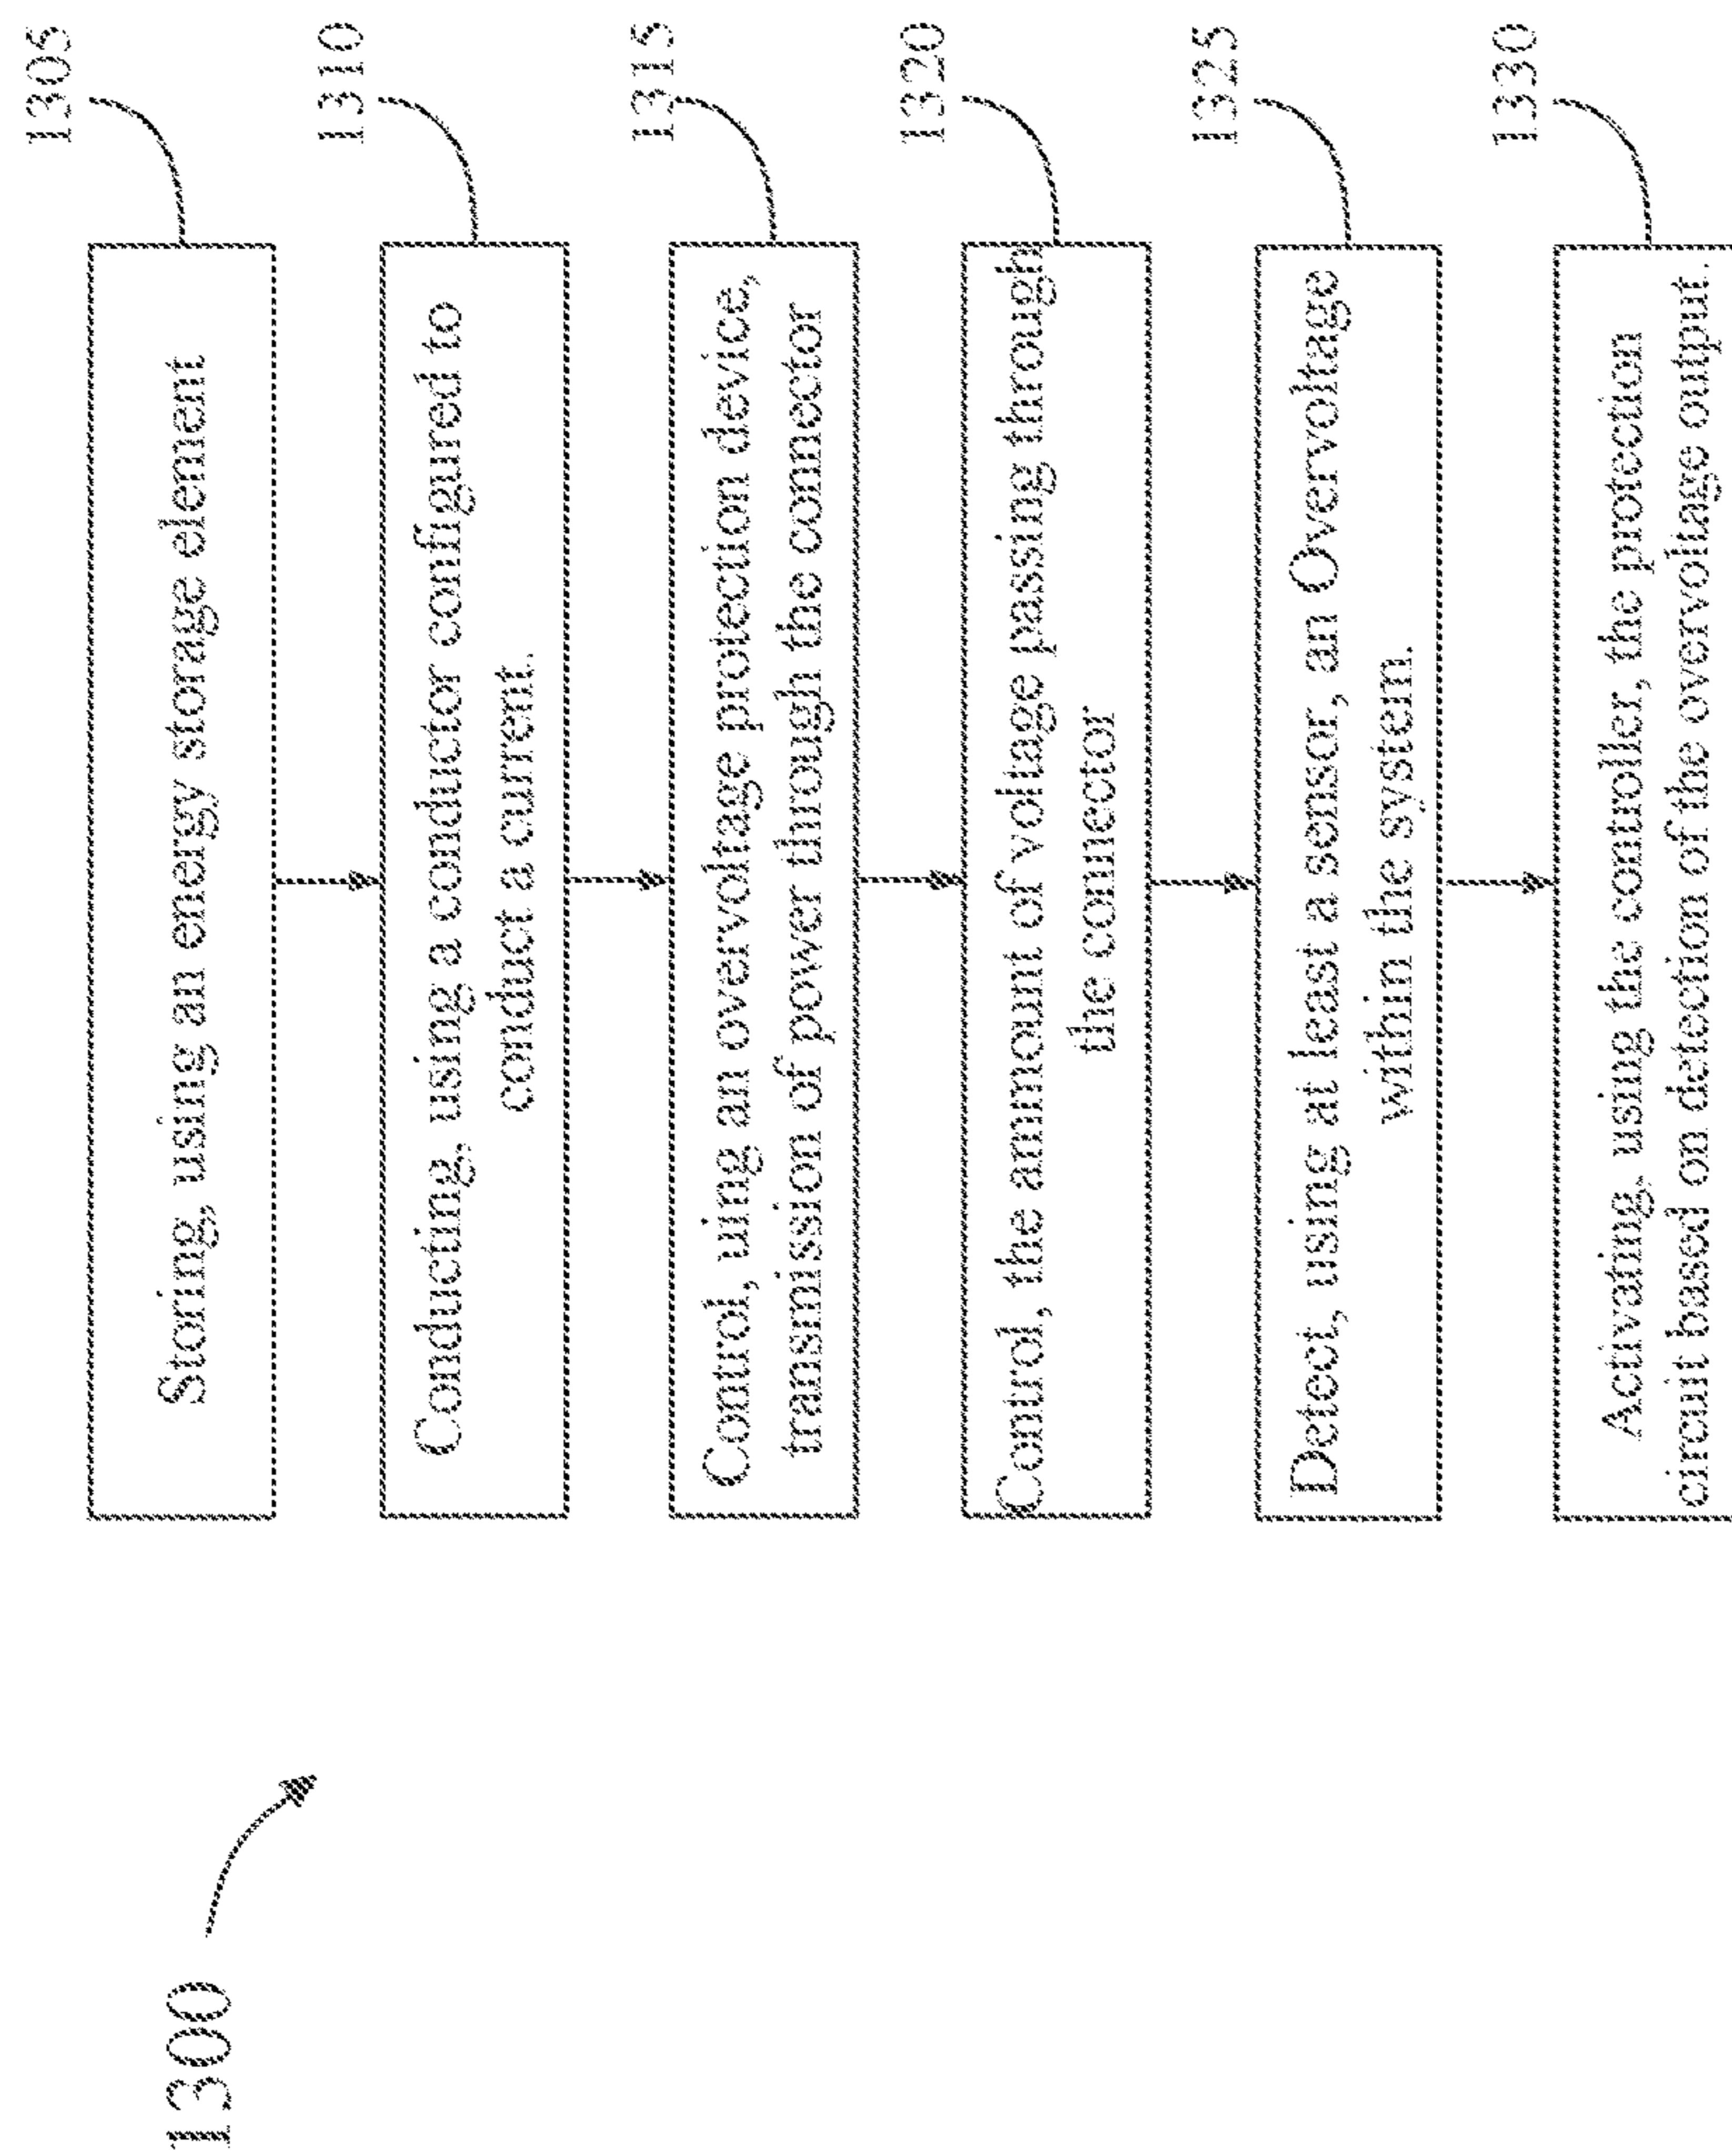 1300
1305
Storing, using an energy storage element
1310
Conducting, using a conductor configured to
conduct a current.
1315
Control, uing an overvoltage protection device,
transmission of power through the connector
1320
Control, the ammount of voltage passing through
the connector
1325
Detect, using at least a sensor, an Overvoltage
within the system.
1330
Activating, using the controller, the protection
circuit based on detection of the overvoltage output.